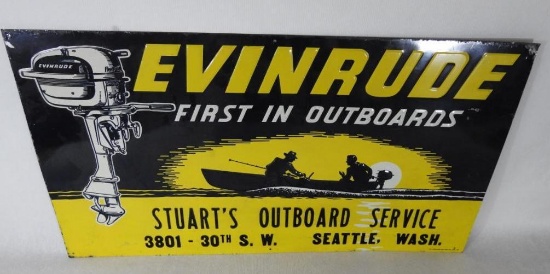 EVINRUDE
EVINRUDE
FIRST IN OUTBOARDS
STUART'S OUTBOARD SERVICE
3801 - 30TH S. W. SEATTLE, WASH.